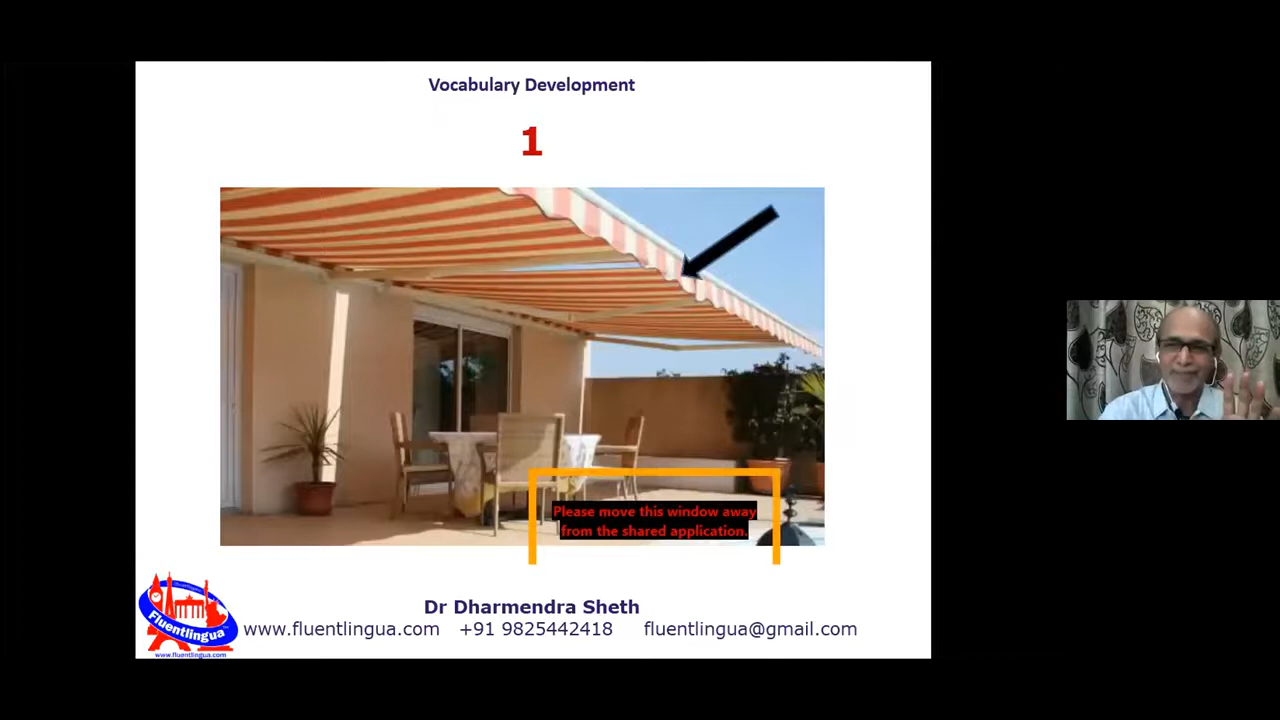 Vocabulary Development
1
Please move this window away
from the shared application.
Dr Dharmendra Sheth
Fluentlingua
www.fluentlingua.com +91 9825442418 fluentlingua@gmail.com
www.fluentlingua.com